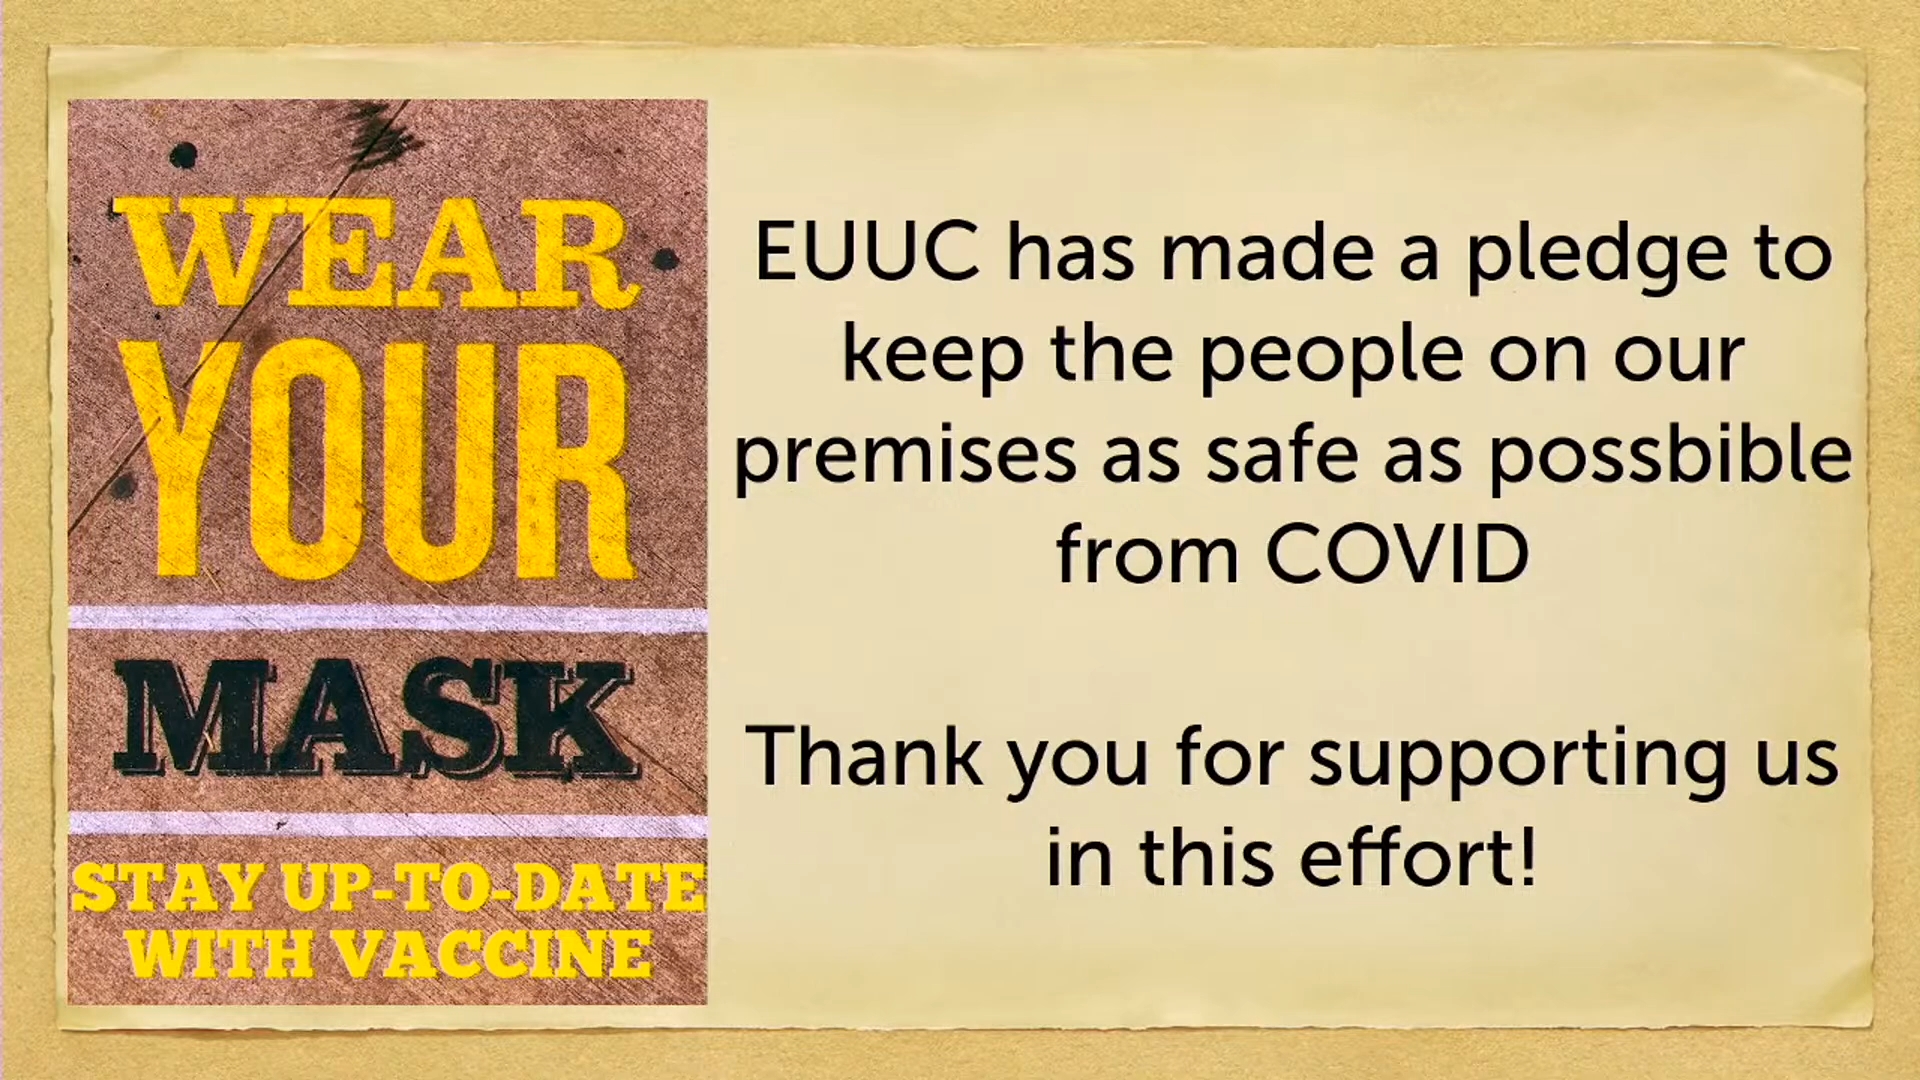 WEAR
YOUR
MASK
STAY UP-TO-DATE
WITH VACCINE
EUUC has made a pledge to
keep the people on our
premises as safe as possbible
from COVID
Thank you for supporting us
in this effort!